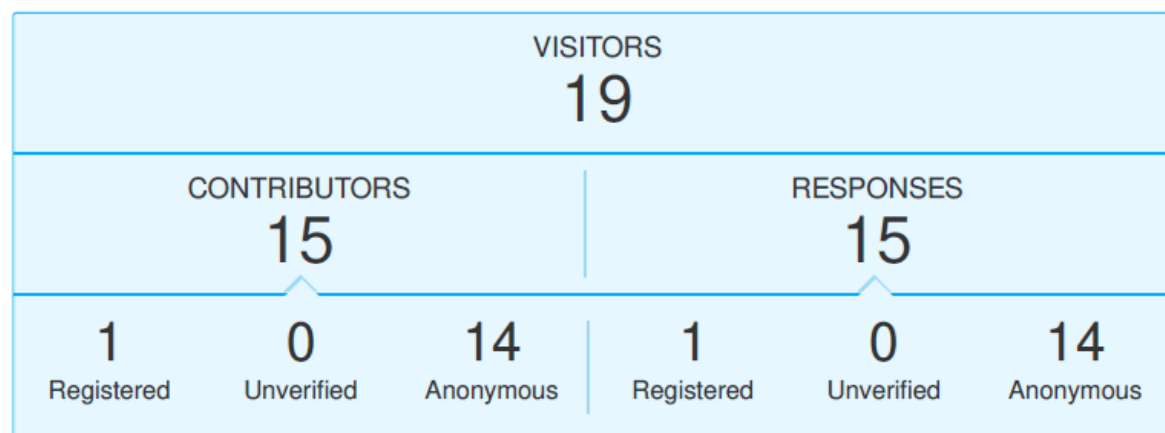 VISITORS
19
CONTRIBUTORS RESPONSES
15 15
1 0 14 1 0 14
Registered Unverified Anonymous Registered Unverified Anonymous